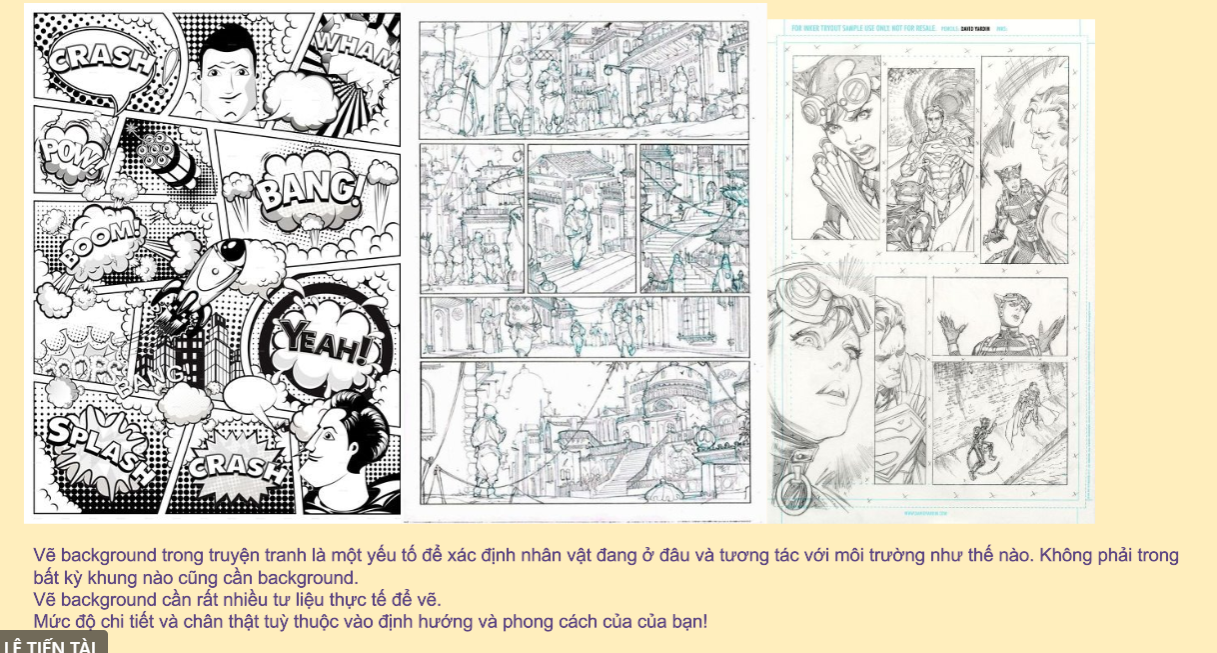 CRASH!
WHAM
POW!
BANG!
BOOM!
YEAH!
OOPS
BANG
SPLASH
CRASH
FOR INKER TRYOUT SAMPLE USE ONLY. NOT FOR RESALE. PENCILS: DAVID YARDIN INKS:
Vẽ background trong truyện tranh là một yếu tố để xác định nhân vật đang ở đâu và tương tác với môi trường như thế nào. Không phải trong
bất kỳ khung nào cũng cần background.
Vẽ background cần rất nhiều tư liệu thực tế để vẽ.
Mức độ chi tiết và chân thật tuỳ thuộc vào định hướng và phong cách của của bạn!
LÊ TIẾN TÀI